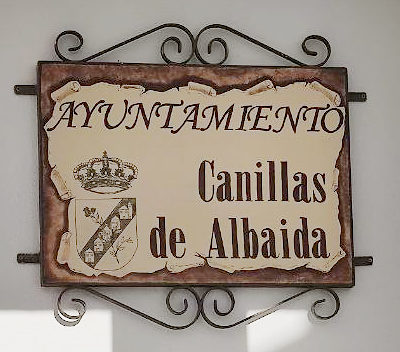 AYUNTAMIENTO
Canillas
de Albaida